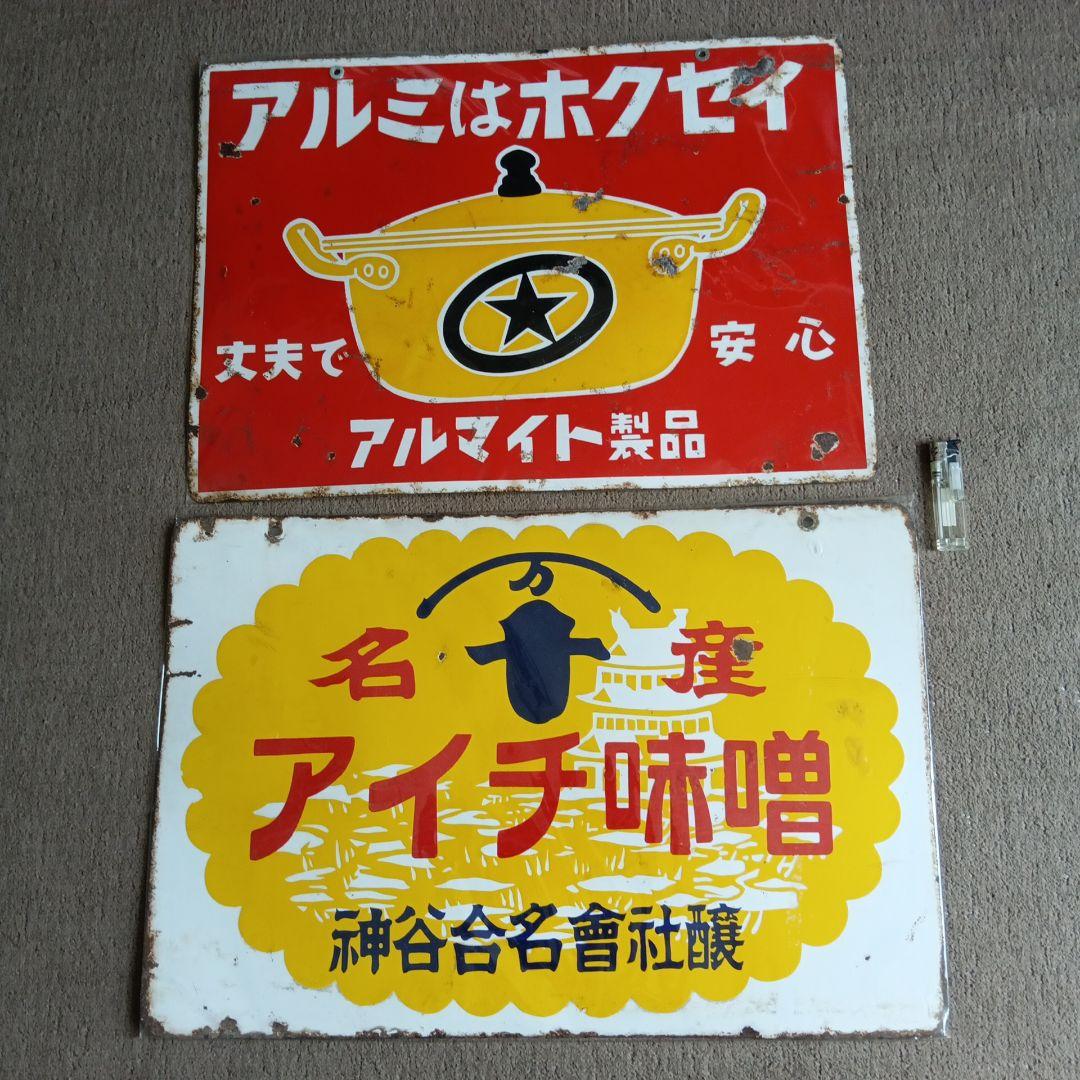 アルミはホクセイ
丈夫で 安心
アルマイト製品
万
名産
アイチ味噌
神谷合名會社醸